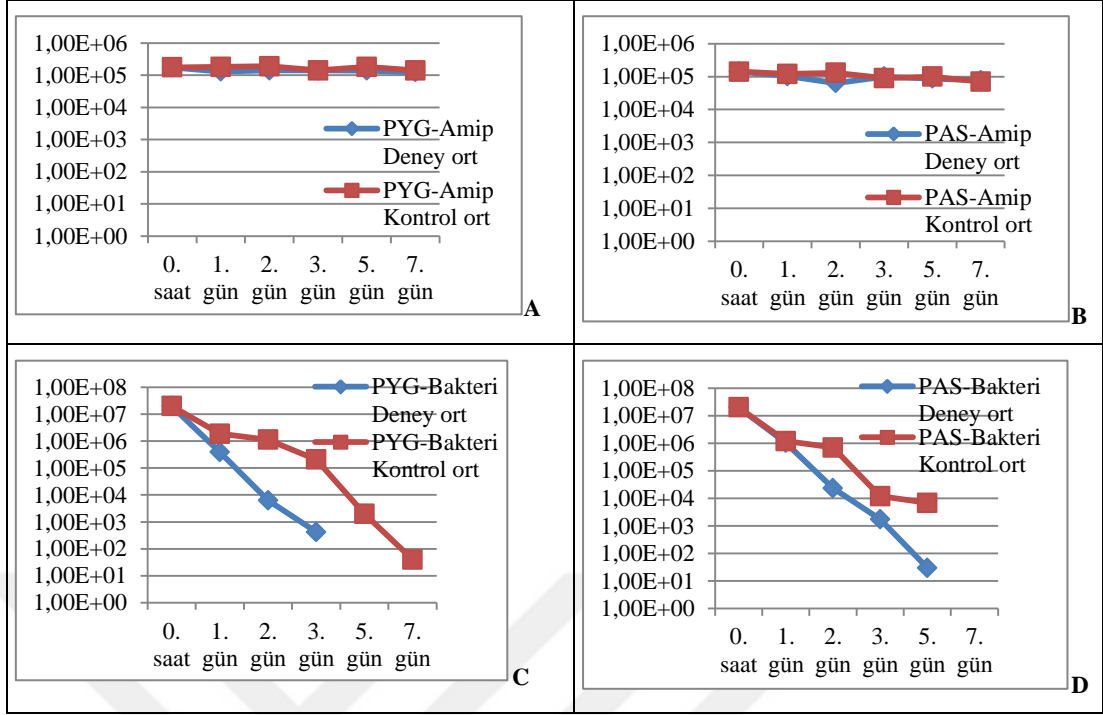 1,00E+06
1,00E+05
1,00E+04
1,00E+03
1,00E+02
1,00E+01
1,00E+00
PYG-Amip
Deney ort
PYG-Amip
Kontrol ort
0. 1. 2. 3. 5. 7.
saat gün gün gün gün gün
A
1,00E+06
1,00E+05
1,00E+04
1,00E+03
1,00E+02
1,00E+01
1,00E+00
PAS-Amip
Deney ort
PAS-Amip
Kontrol ort
0. 1. 2. 3. 5. 7.
saat gün gün gün gün gün
B
1,00E+08
1,00E+07
1,00E+06
1,00E+05
1,00E+04
1,00E+03
1,00E+02
1,00E+01
1,00E+00
PYG-Bakteri
Deney ort
PYG-Bakteri
Kontrol ort
0. 1. 2. 3. 5. 7.
saat gün gün gün gün gün
C
1,00E+08
1,00E+07
1,00E+06
1,00E+05
1,00E+04
1,00E+03
1,00E+02
1,00E+01
1,00E+00
PAS-Bakteri
Deney ort
PAS-Bakteri
Kontrol ort
0. 1. 2. 3. 5. 7.
saat gün gün gün gün gün
D